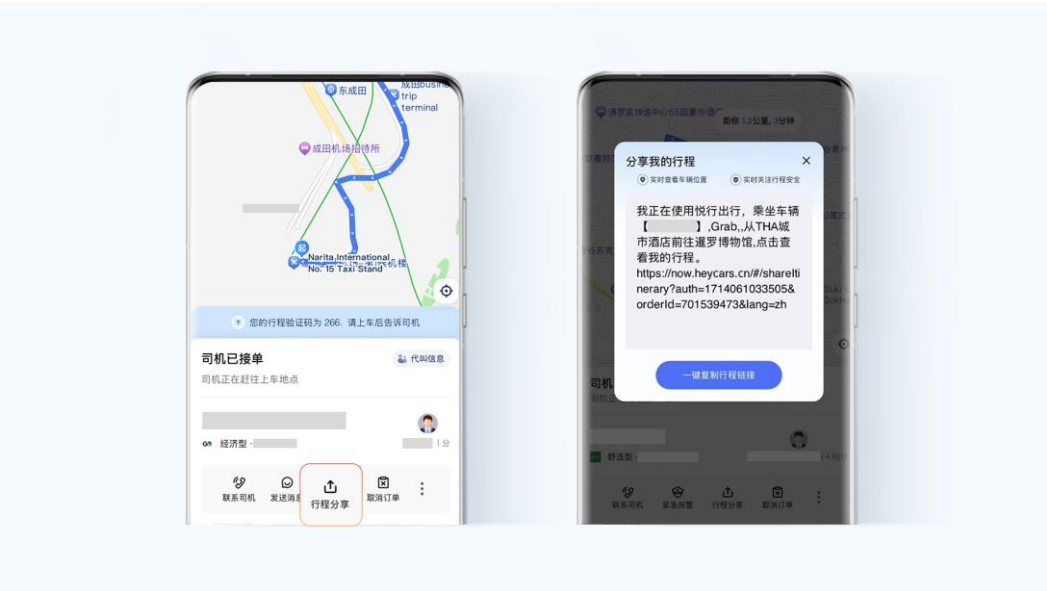 东成田
成田busine
trip
terminal
成田机场招待所
起
Narita International
No. 15 Taxi Stand
机楼
您的行程验证码为 266, 请上车后告诉司机
司机已接单
代叫信息
司机正在赶往上车地点
经济型·
1分
联系司机
发送消息
行程分享
取消订单
距你 1.2公里, 3分钟
分享我的行程
实时查看车辆位置
实时关注行程安全
我正在使用悦行出行，乘坐车辆
【 】,Grab,,从THA城
市酒店前往暹罗博物馆,点击查
看我的行程。
https://now.heycars.cn/#/shareIti
nerary?auth=1714061033505&
orderId=701539473&lang=zh
一键复制行程链接
司机
舒适型·
联系司机
紧急报警
行程分享
取消订单